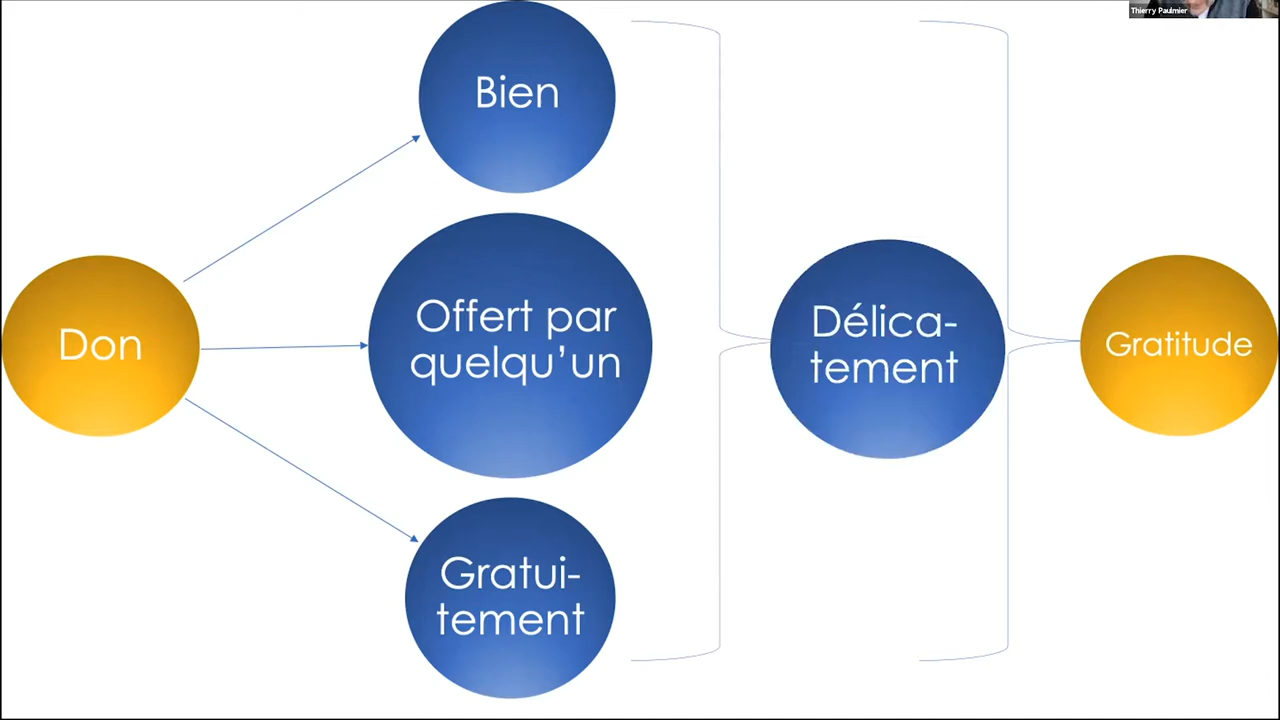 Thierry Paulmier
Bien
Don
Offert par
quelqu’un
Délica-
tement
Gratitude
Gratui-
tement